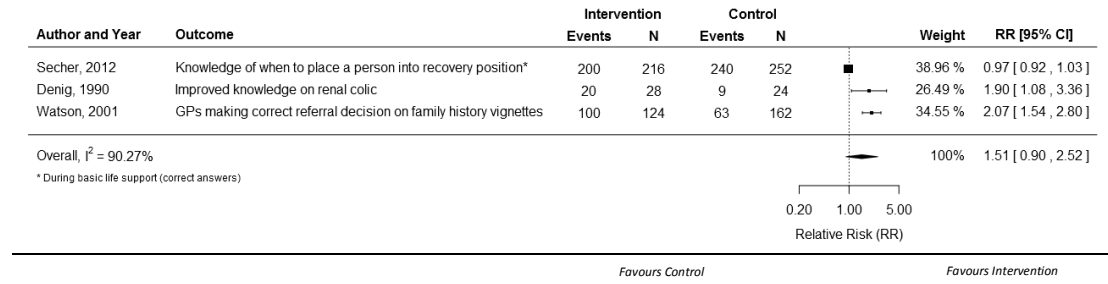 Intervention Control
Author and Year Outcome Events N Events N Weight RR [95% CI]
Secher, 2012 Knowledge of when to place a person into recovery position* 200 216 240 252 38.96 % 0.97 [ 0.92 , 1.03 ]
Denig, 1990 Improved knowledge on renal colic 20 28 9 24 26.49 % 1.90 [ 1.08 , 3.36 ]
Watson, 2001 GPs making correct referral decision on family history vignettes 100 124 63 162 34.55 % 2.07 [ 1.54 , 2.80 ]
Overall, I² = 90.27% 100% 1.51 [ 0.90 , 2.52 ]
* During basic life support (correct answers)
0.20 1.00 5.00
Relative Risk (RR)
Favours Control Favours Intervention